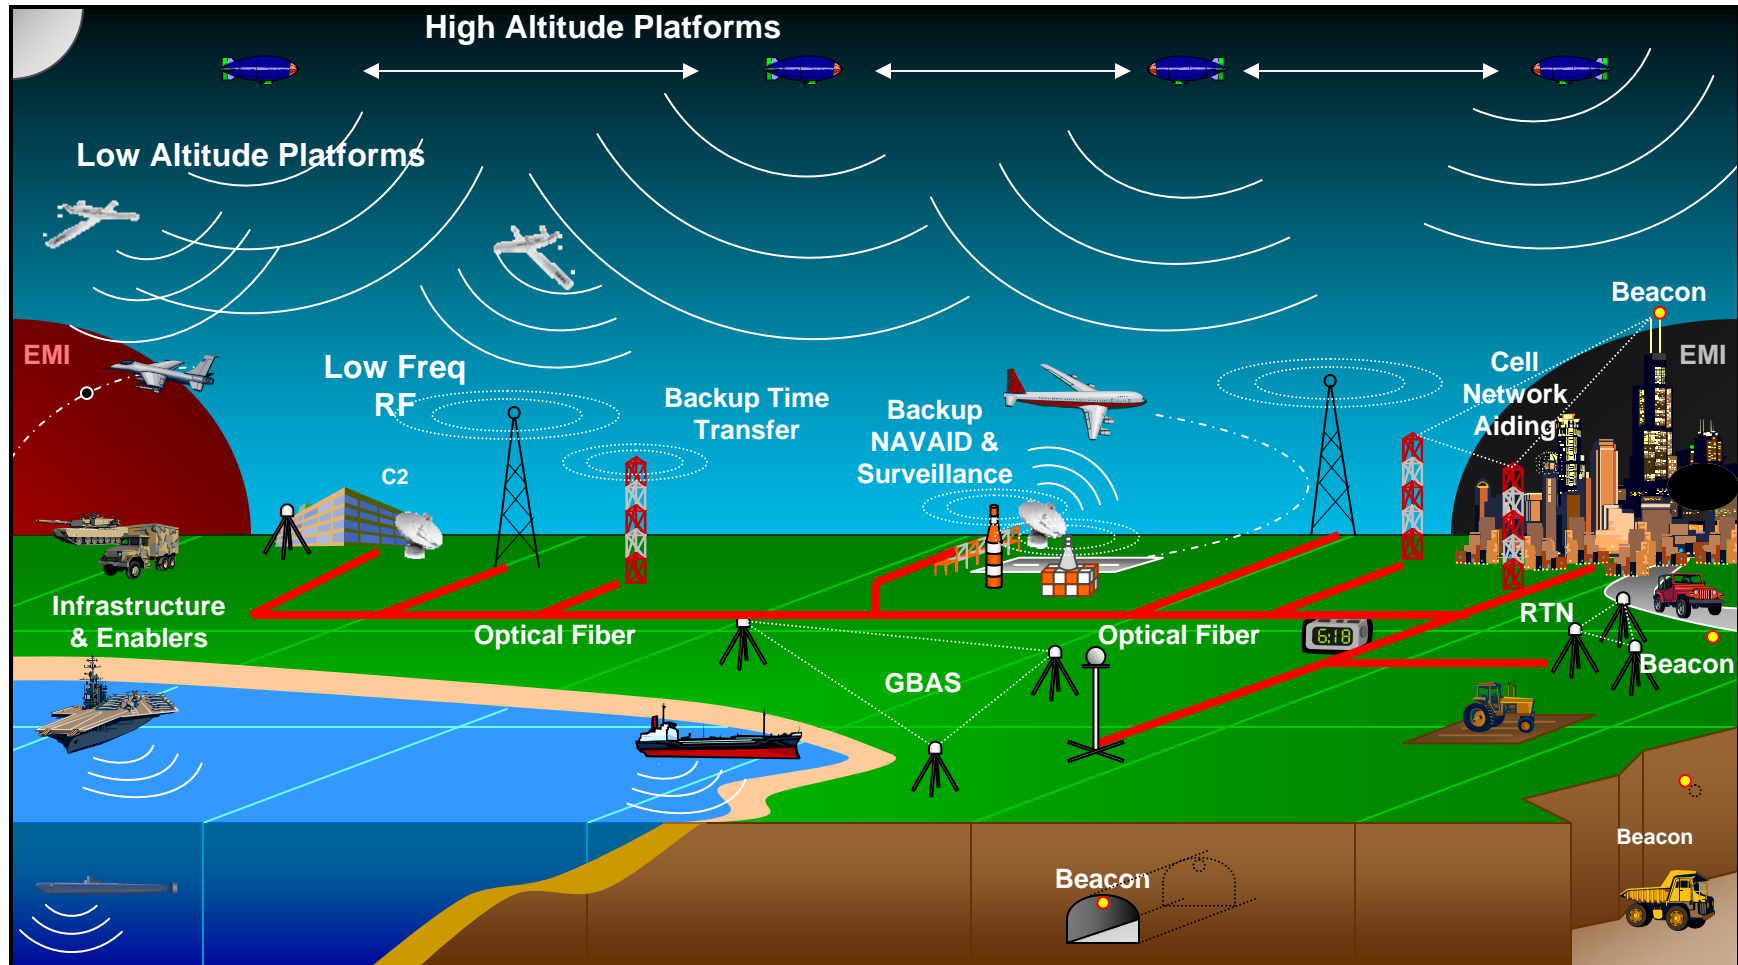 High Altitude Platforms
Low Altitude Platforms
Beacon
EMI
Low Freq
RF
Backup Time
Transfer
Backup
NAVAID &
Surveillance
Cell
Network
Aiding
EMI
C2
Infrastructure
& Enablers
Optical Fiber
Optical Fiber
6:18
RTN
Beacon
GBAS
Beacon
Beacon